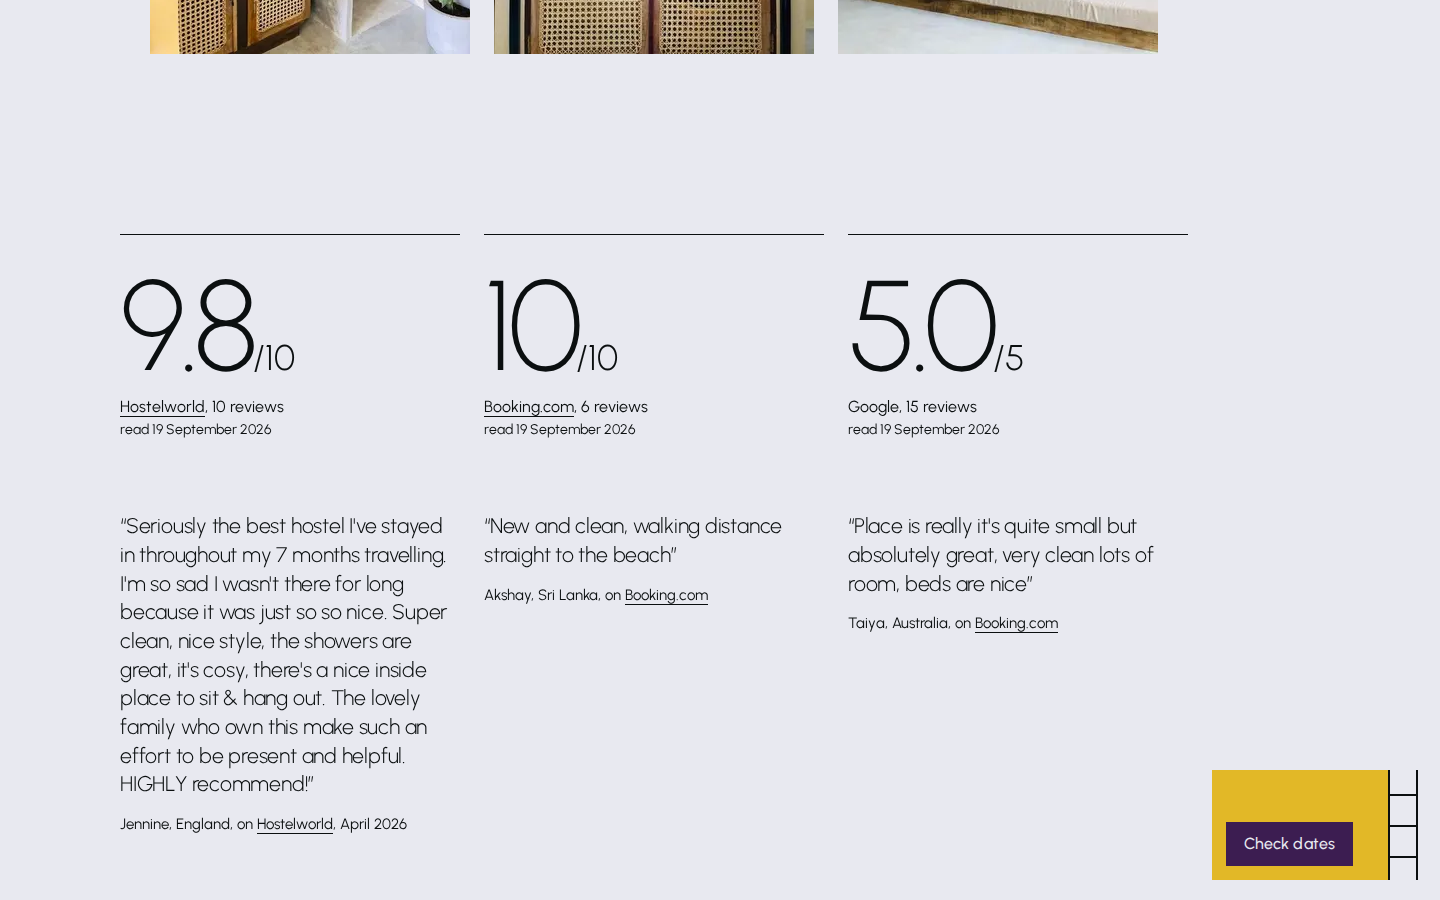 9.8/10
Hostelworld, 10 reviews
read 19 September 2026
10/10
Booking.com, 6 reviews
read 19 September 2026
5.0/5
Google, 15 reviews
read 19 September 2026
“Seriously the best hostel I've stayed
in throughout my 7 months travelling.
I'm so sad I wasn't there for long
because it was just so so nice. Super
clean, nice style, the showers are
great, it's cosy, there's a nice inside
place to sit & hang out. The lovely
family who own this make such an
effort to be present and helpful.
HIGHLY recommend!”
Jennine, England, on Hostelworld, April 2026
“New and clean, walking distance
straight to the beach”
Akshay, Sri Lanka, on Booking.com
“Place is really it's quite small but
absolutely great, very clean lots of
room, beds are nice”
Taiya, Australia, on Booking.com
Check dates